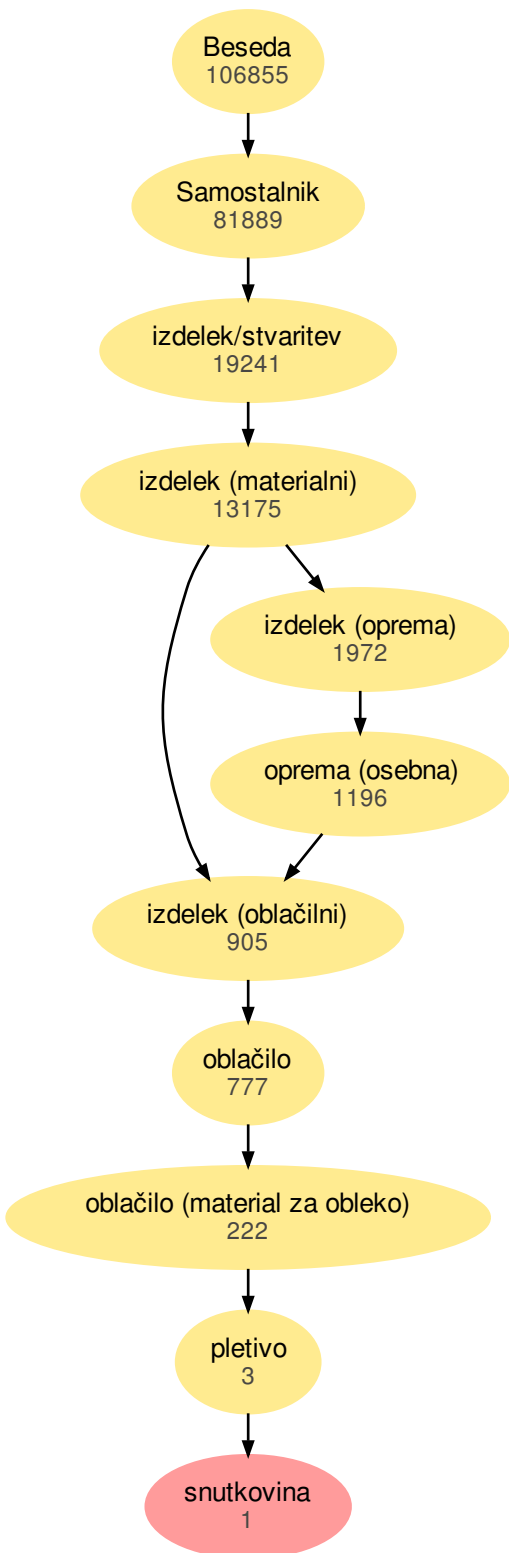 Beseda
106855
Samostalnik
81889
izdelek/stvaritev
19241
izdelek (materialni)
13175
izdelek (oprema)
1972
oprema (osebna)
1196
izdelek (oblačilni)
905
oblačilo
777
oblačilo (material za obleko)
222
pletivo
3
snutkovina
1